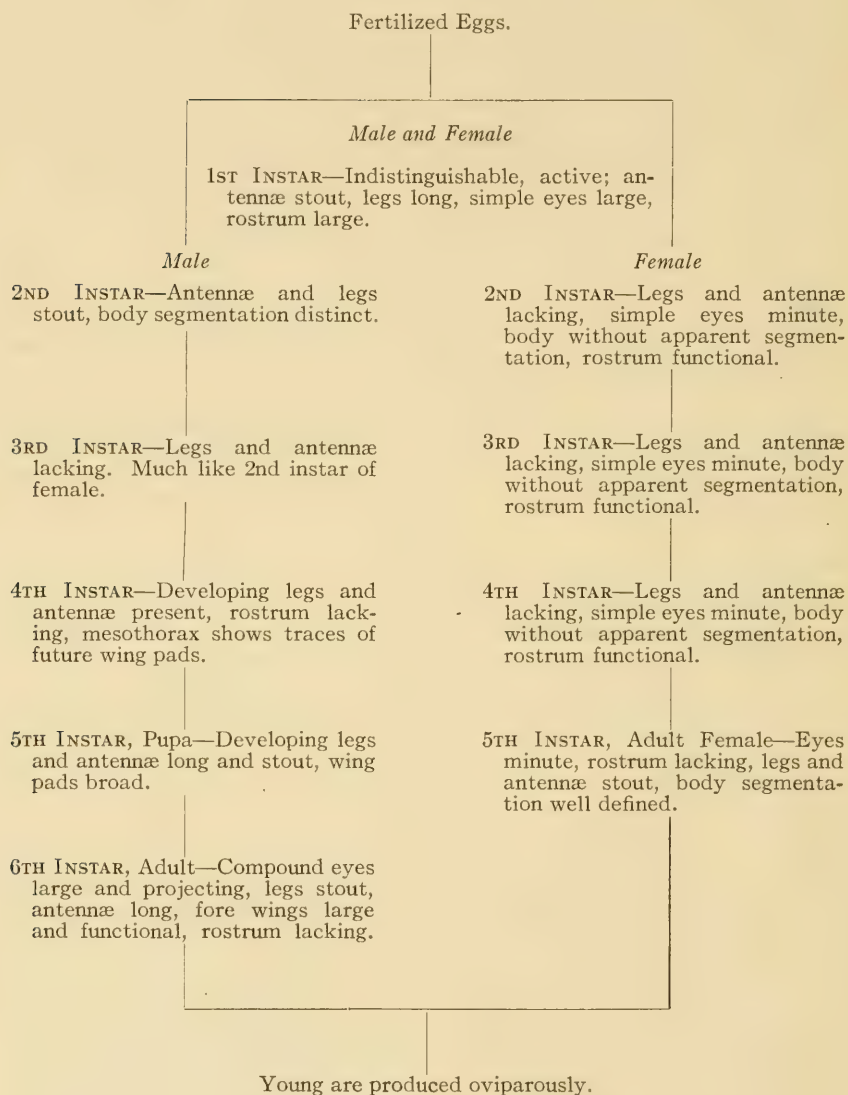 Fertilized Eggs.
Male and Female
1ST INSTAR—Indistinguishable, active; an-
tennæ stout, legs long, simple eyes large,
rostrum large.
Male
2ND INSTAR—Antennæ and legs
stout, body segmentation distinct.
3RD INSTAR—Legs and antennæ
lacking. Much like 2nd instar of
female.
4TH INSTAR—Developing legs and
antennæ present, rostrum lack-
ing, mesothorax shows traces of
future wing pads.
5TH INSTAR, Pupa—Developing legs
and antennæ long and stout, wing
pads broad.
6TH INSTAR, Adult—Compound eyes
large and projecting, legs stout,
antennæ long, fore wings large
and functional, rostrum lacking.
Female
2ND INSTAR—Legs and antennæ
lacking, simple eyes minute,
body without apparent segmen-
tation, rostrum functional.
3RD INSTAR—Legs and antennæ
lacking, simple eyes minute, body
without apparent segmentation,
rostrum functional.
4TH INSTAR—Legs and antennæ
lacking, simple eyes minute, body
without apparent segmentation,
rostrum functional.
5TH INSTAR, Adult Female—Eyes
minute, rostrum lacking, legs and
antennæ stout, body segmenta-
tion well defined.
Young are produced oviparously.